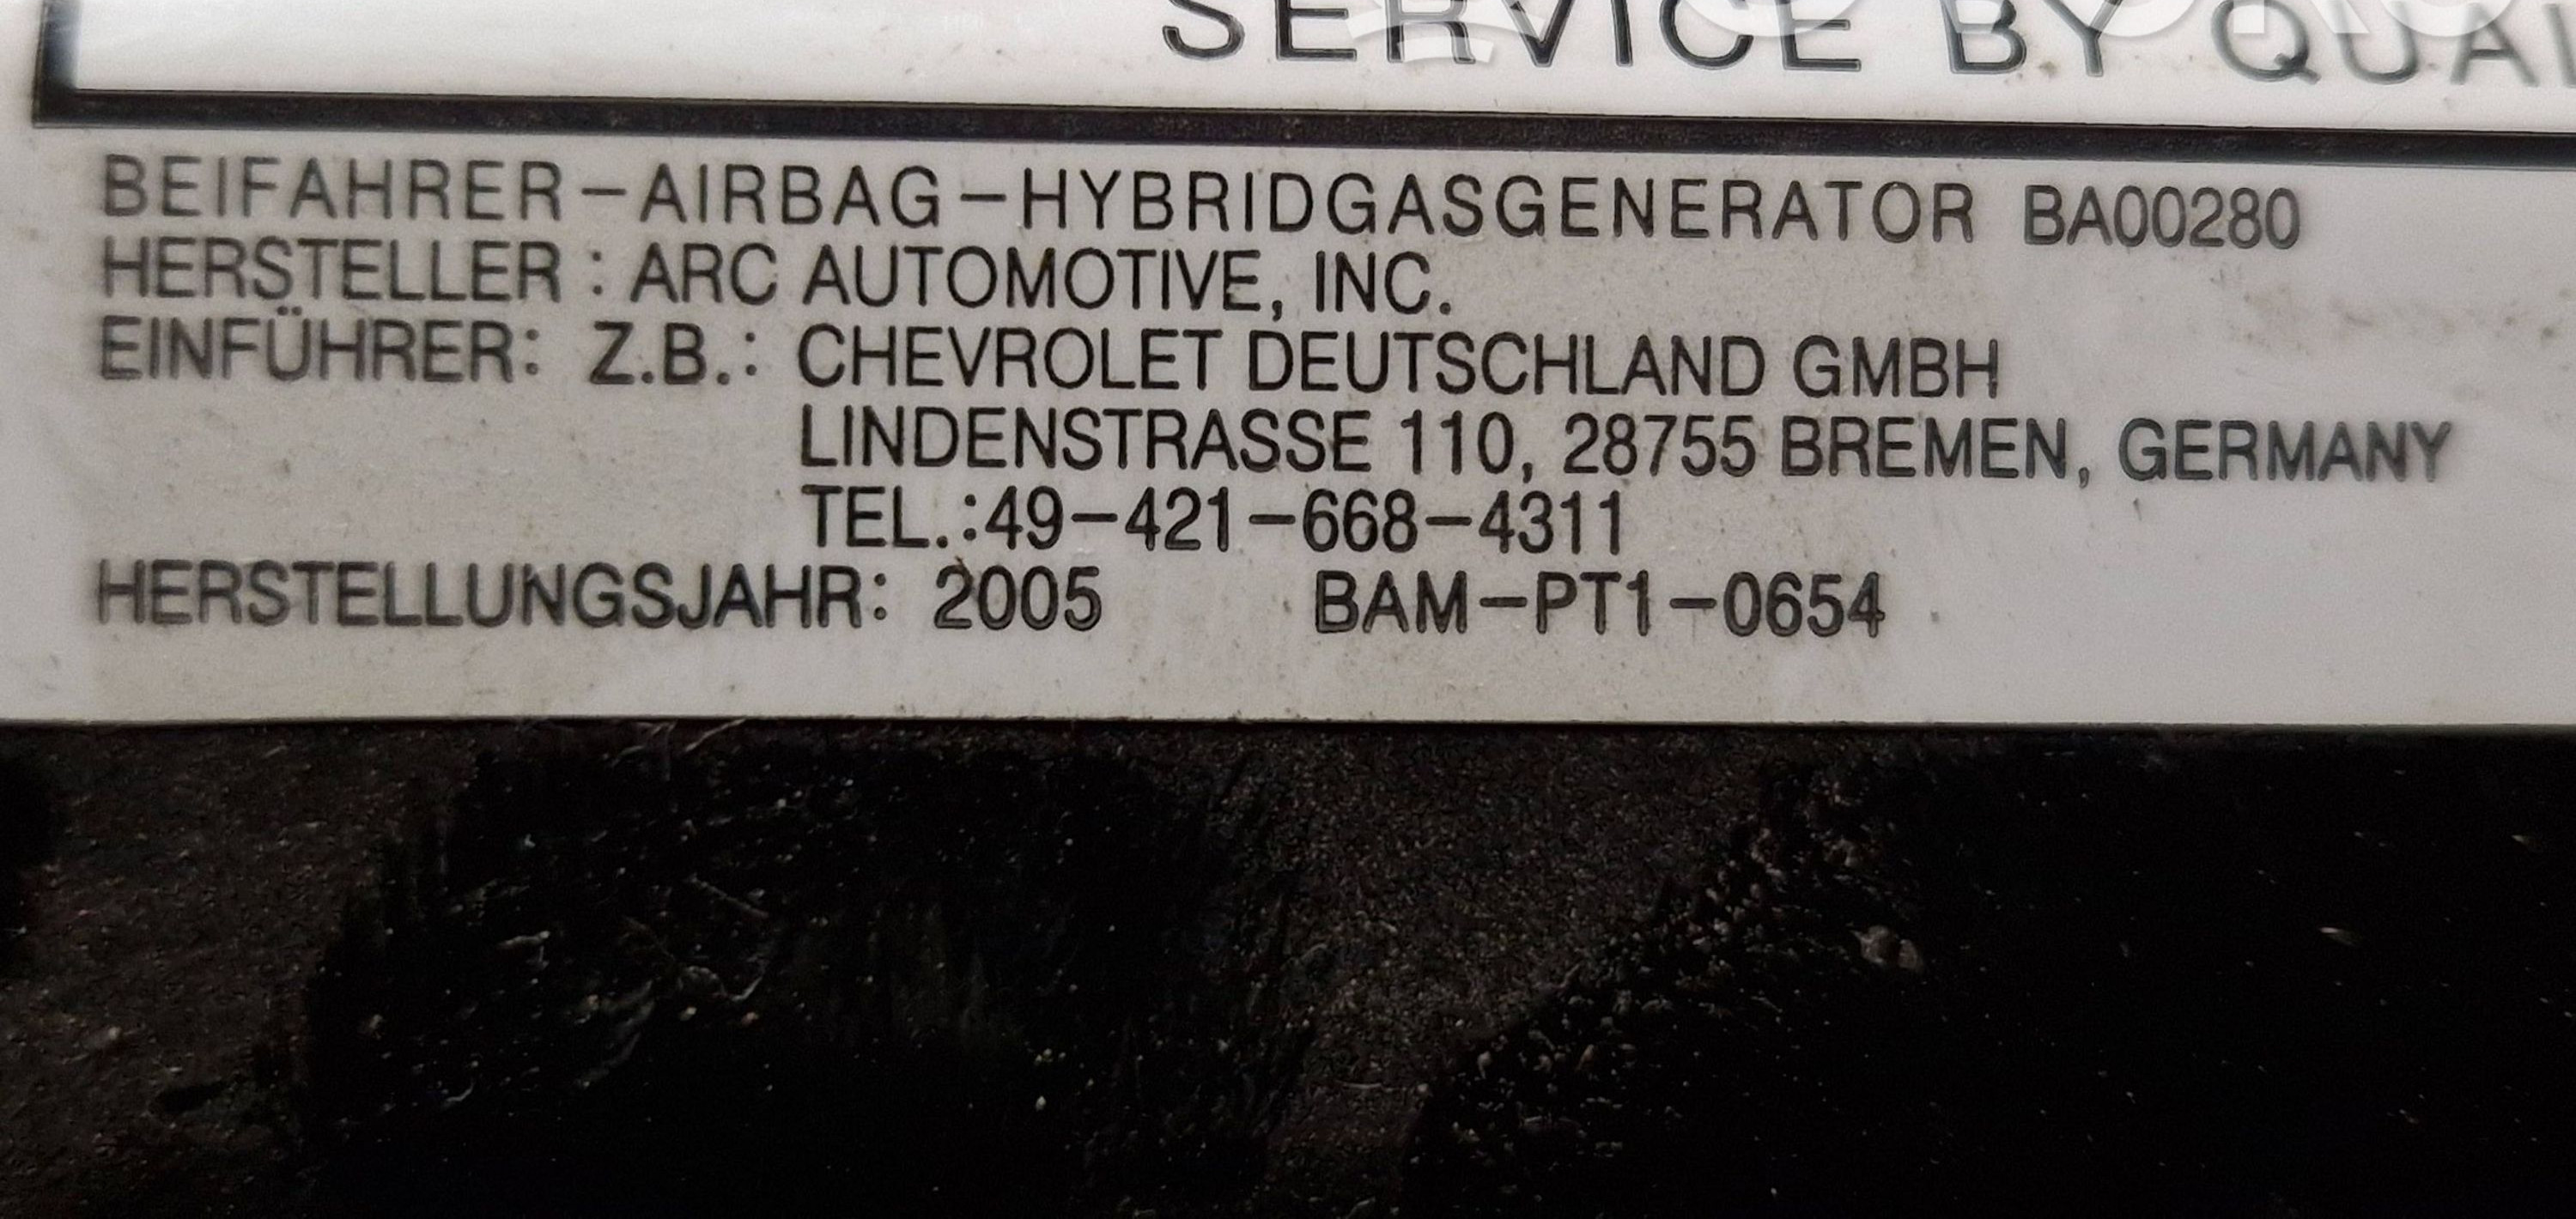 SERVICE BY
BEIFAHRER-AIRBAG-HYBRIDGASGENERATOR BA00280
HERSTELLER : ARC AUTOMOTIVE, INC.
EINFÜHRER: Z.B.: CHEVROLET DEUTSCHLAND GMBH
LINDENSTRASSE 110, 28755 BREMEN, GERMANY
TEL.:49-421-668-4311
HERSTELLUNGSJAHR: 2005 BAM-PT1-0654